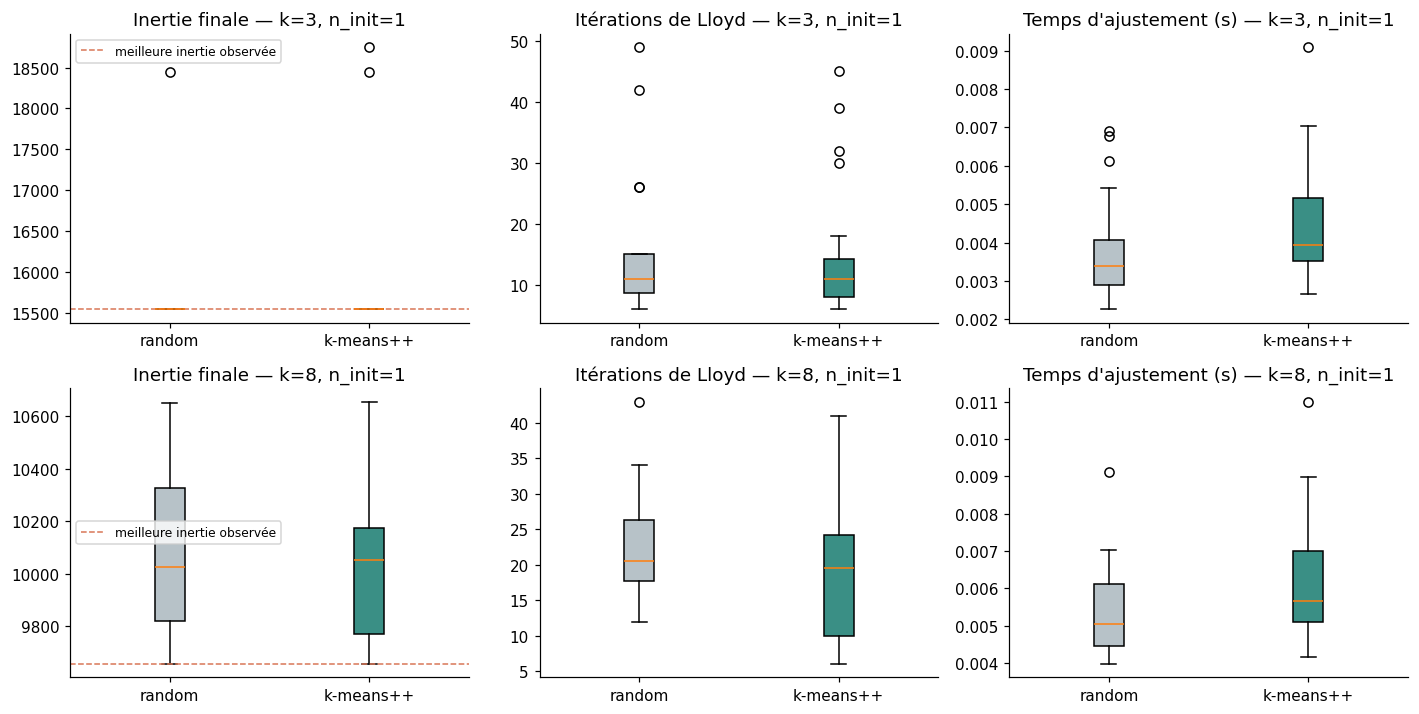 Inertie finale — k=3, n_init=1
meilleure inertie observée
18500
18000
17500
17000
16500
16000
15500
random
k-means++
Itérations de Lloyd — k=3, n_init=1
50
40
30
20
10
random
k-means++
Temps d'ajustement (s) — k=3, n_init=1
0.009
0.008
0.007
0.006
0.005
0.004
0.003
0.002
random
k-means++
Inertie finale — k=8, n_init=1
10600
10400
10200
meilleure inertie observée
10000
9800
random
k-means++
Itérations de Lloyd — k=8, n_init=1
40
35
30
25
20
15
10
5
random
k-means++
Temps d'ajustement (s) — k=8, n_init=1
0.011
0.010
0.009
0.008
0.007
0.006
0.005
0.004
random
k-means++